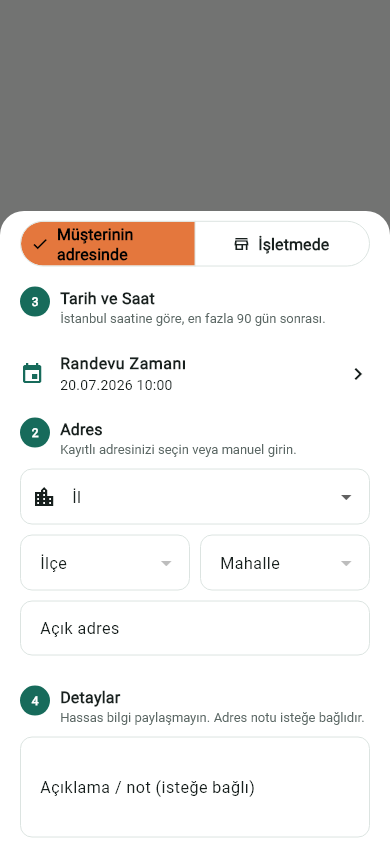 Müşterinin
adresinde
İşletmede
3
Tarih ve Saat
İstanbul saatine göre, en fazla 90 gün sonrası.
Randevu Zamanı
20.07.2026 10:00
2
Adres
Kayıtlı adresinizi seçin veya manuel girin.
İl
İlçe
Mahalle
Açık adres
4
Detaylar
Hassas bilgi paylaşmayın. Adres notu isteğe bağlıdır.
Açıklama / not (isteğe bağlı)